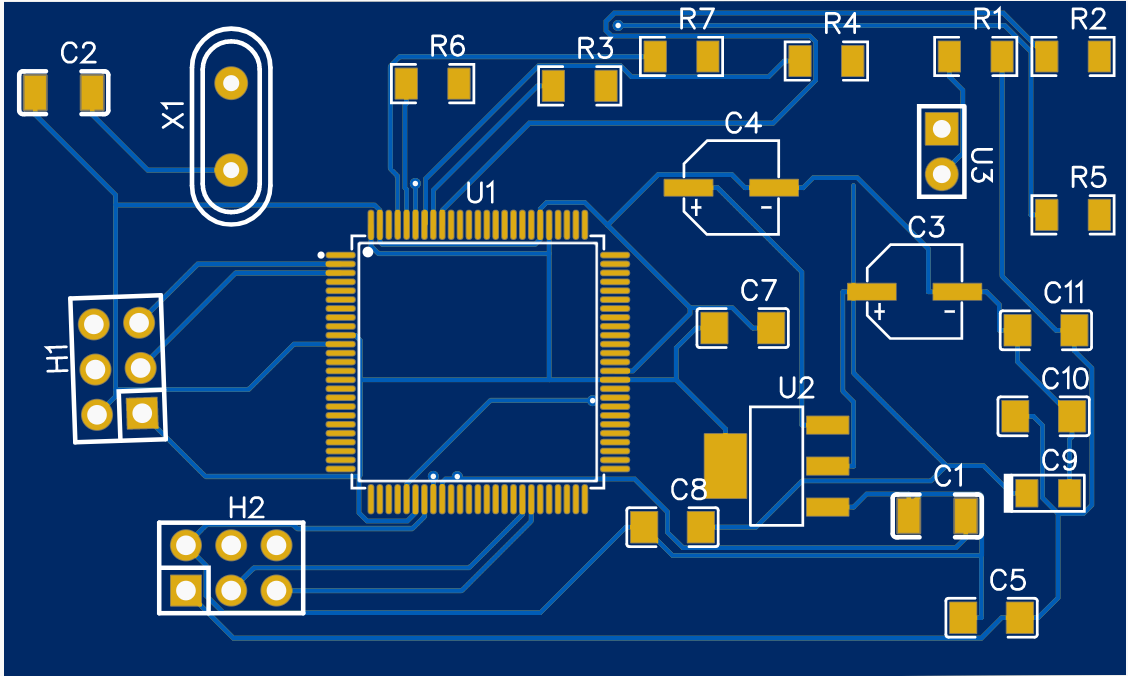 R7
R4
R1
R2
C2
R6
R3
X1
C4
U3
R5
U1
+
-
C3
+
-
C7
C11
H1
U2
C10
C9
C1
C8
H2
C5